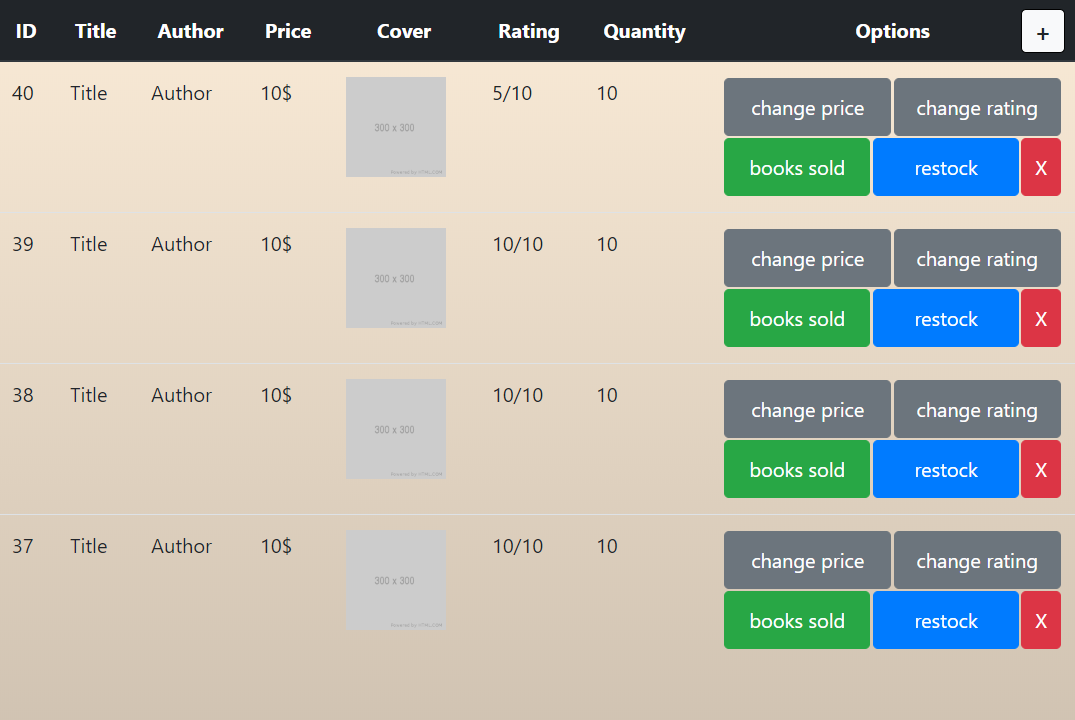 ID Title Author Price Cover Rating Quantity Options +
40 Title Author 10$ 5/10 10 change price change rating
300 x 300
books sold restock X
39 Title Author 10$ 10/10 10 change price change rating
300 x 300
books sold restock X
38 Title Author 10$ 10/10 10 change price change rating
300 x 300
books sold restock X
37 Title Author 10$ 10/10 10 change price change rating
300 x 300
books sold restock X